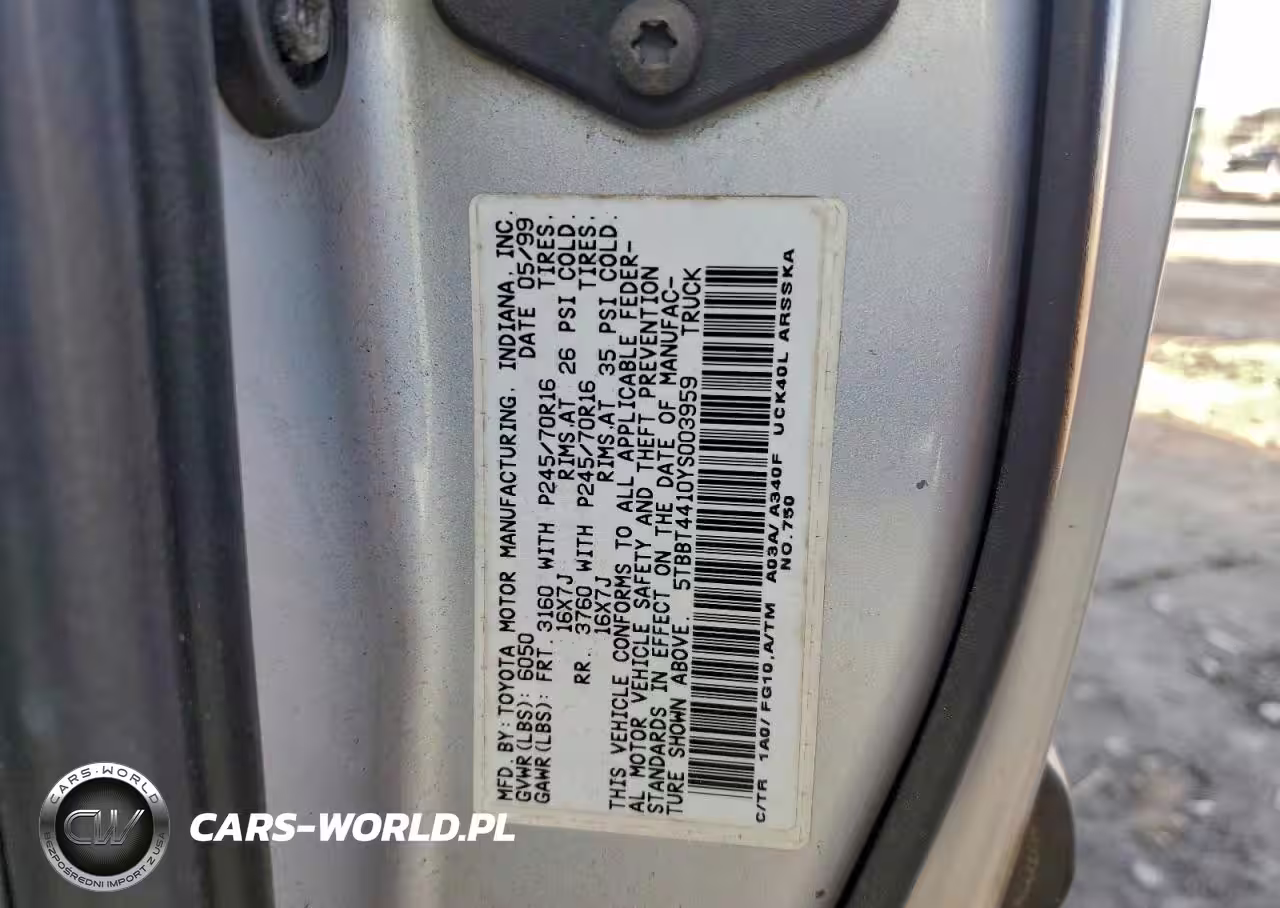 MFD. BY: TOYOTA MOTOR MANUFACTURING, INDIANA, INC.
GVWR(LBS): 6050 DATE 05/99
GAWR(LBS): FRT. 3160 WITH P245/70R16 TIRES,
16X7J RIMS,AT 26 PSI COLD.
RR. 3760 WITH P245/70R16 TIRES,
16X7J RIMS,AT 35 PSI COLD.
THIS VEHICLE CONFORMS TO ALL APPLICABLE FEDER-
AL MOTOR VEHICLE SAFETY AND THEFT PREVENTION
STANDARDS IN EFFECT ON THE DATE OF MANUFAC-
TURE SHOWN ABOVE. 5TBBT4410YS003959 TRUCK
C/TR 1A0/FG10,A/TM A03A/A340F UCK40L ARSSKA
NO.750
CARS-WORLD
CW
BEZPOŚREDNI IMPORT Z USA
CARS-WORLD.PL